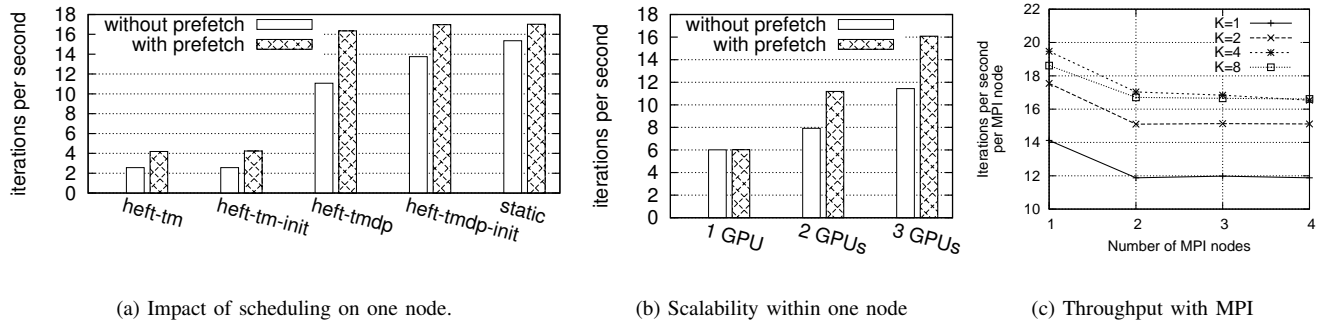 iterations per second
18
16
14
12
10
8
6
4
2
0
without prefetch
with prefetch
heft-tm
heft-tm-init
heft-tmdp
heft-tmdp-init
static
(a) Impact of scheduling on one node.
iterations per second
18
16
14
12
10
8
6
4
2
0
without prefetch
with prefetch
1 GPU
2 GPUs
3 GPUs
(b) Scalability within one node
Iterations per second
per MPI node
22
20
18
16
14
12
10
K=1
K=2
K=4
K=8
1
2
3
4
Number of MPI nodes
(c) Throughput with MPI